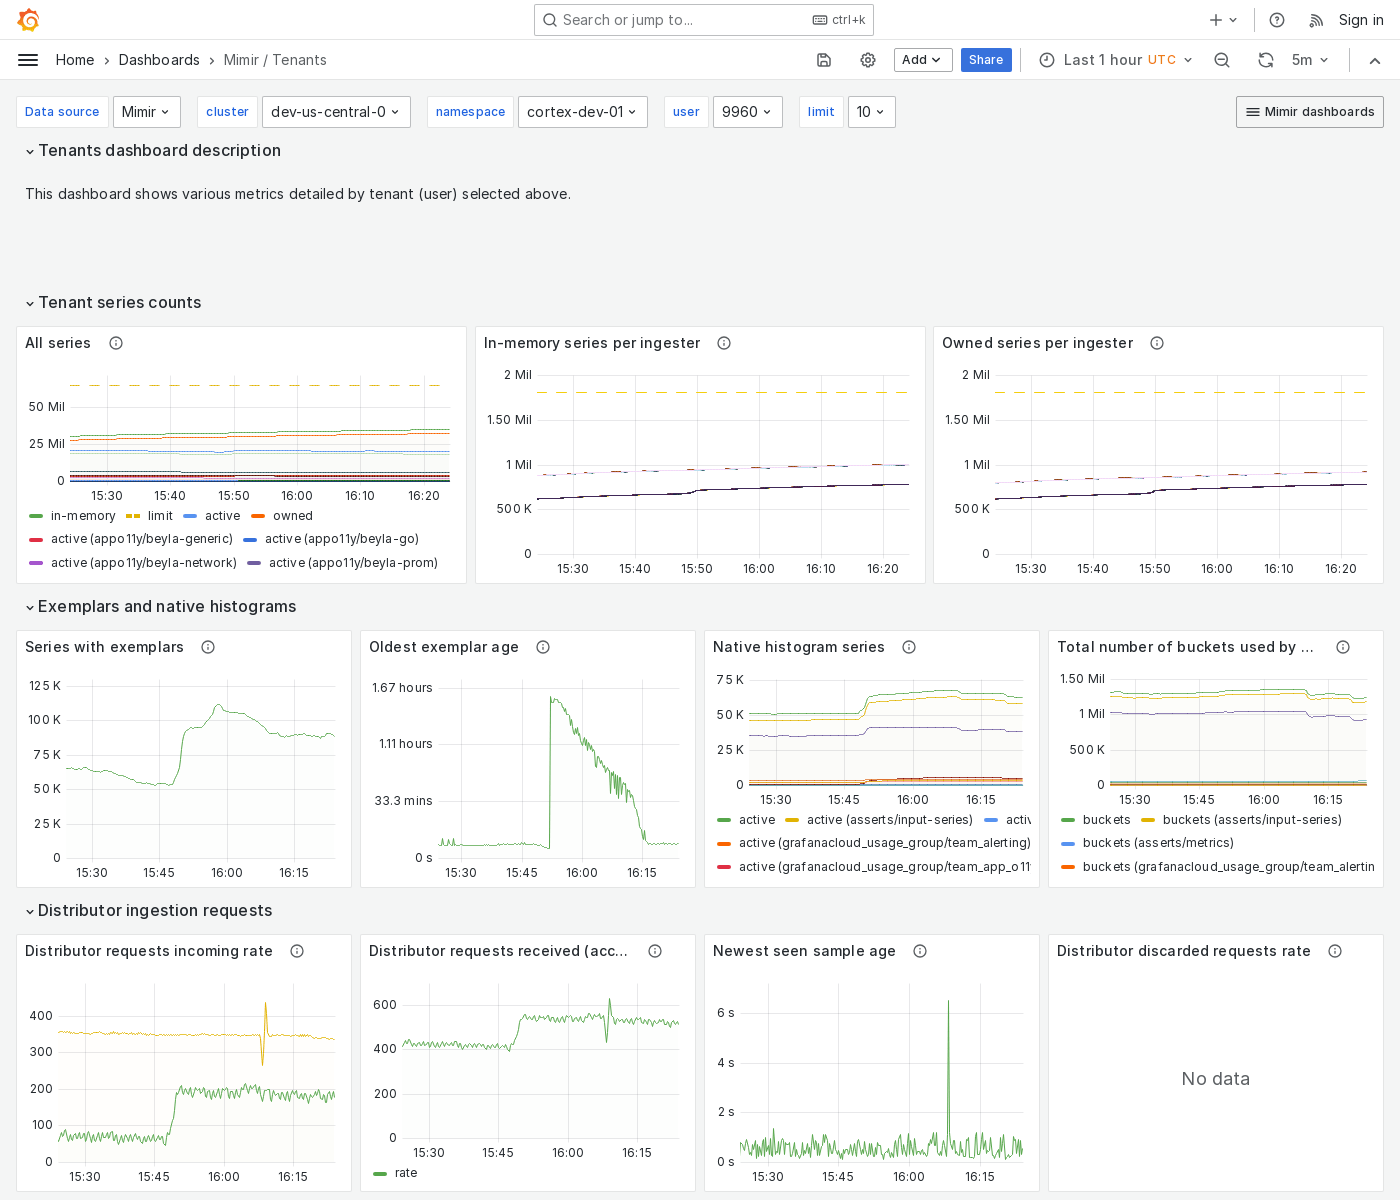 Search or jump to... ctrl+k Sign in
Home Dashboards Mimir / Tenants Add Share Last 1 hour UTC 5m
Data source Mimir cluster dev-us-central-0 namespace cortex-dev-01 user 9960 limit 10 Mimir dashboards
Tenants dashboard description
This dashboard shows various metrics detailed by tenant (user) selected above.
Tenant series counts
All series
50 Mil
25 Mil
0
15:30 15:40 15:50 16:00 16:10 16:20
in-memory limit active owned
active (appo11y/beyla-generic) active (appo11y/beyla-go)
active (appo11y/beyla-network) active (appo11y/beyla-prom)
In-memory series per ingester
2 Mil
1.50 Mil
1 Mil
500 K
0
15:30 15:40 15:50 16:00 16:10 16:20
Owned series per ingester
2 Mil
1.50 Mil
1 Mil
500 K
0
15:30 15:40 15:50 16:00 16:10 16:20
Exemplars and native histograms
Series with exemplars
125 K
100 K
75 K
50 K
25 K
0
15:30 15:45 16:00 16:15
Oldest exemplar age
1.67 hours
1.11 hours
33.3 mins
0 s
15:30 15:45 16:00 16:15
Native histogram series
75 K
50 K
25 K
0
15:30 15:45 16:00 16:15
active active (asserts/input-series) activ
active (grafanacloud_usage_group/team_alerting)
active (grafanacloud_usage_group/team_app_o11y
Total number of buckets used by ...
1.50 Mil
1 Mil
500 K
0
15:30 15:45 16:00 16:15
buckets buckets (asserts/input-series)
buckets (asserts/metrics)
buckets (grafanacloud_usage_group/team_alertin
Distributor ingestion requests
Distributor requests incoming rate
400
300
200
100
0
15:30 15:45 16:00 16:15
Distributor requests received (acc...
600
400
200
0
15:30 15:45 16:00 16:15
rate
Newest seen sample age
6 s
4 s
2 s
0 s
15:30 15:45 16:00 16:15
Distributor discarded requests rate
No data